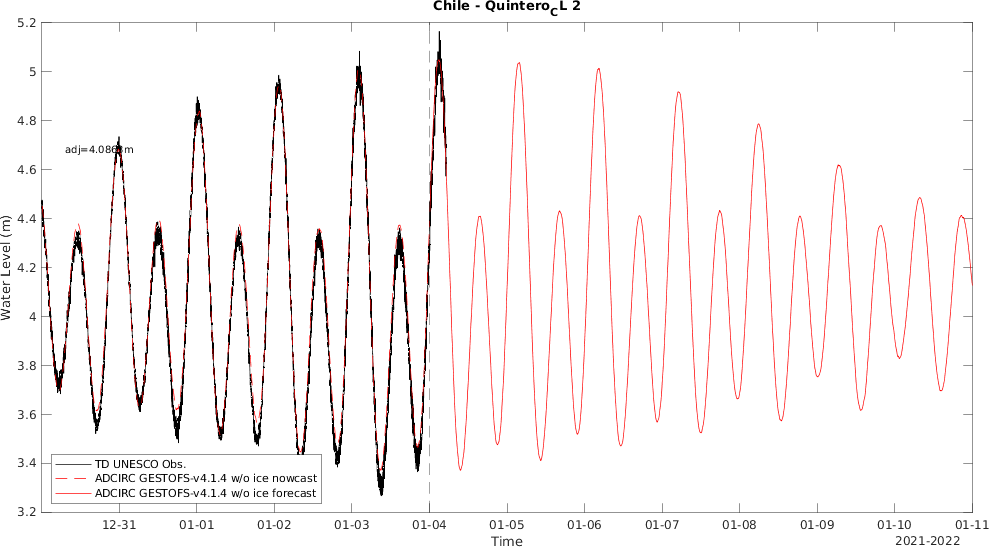 Chile - Quintero_CL 2
5.2
5
4.8
4.6
4.4
4.2
4
3.8
3.6
3.4
3.2
Water Level (m)
TD UNESCO Obs.
ADCIRC GESTOFS-v4.1.4 w/o ice nowcast
ADCIRC GESTOFS-v4.1.4 w/o ice forecast
12-31 01-01 01-02 01-03 01-04 01-05 01-06 01-07 01-08 01-09 01-10 01-11
Time
2021-2022